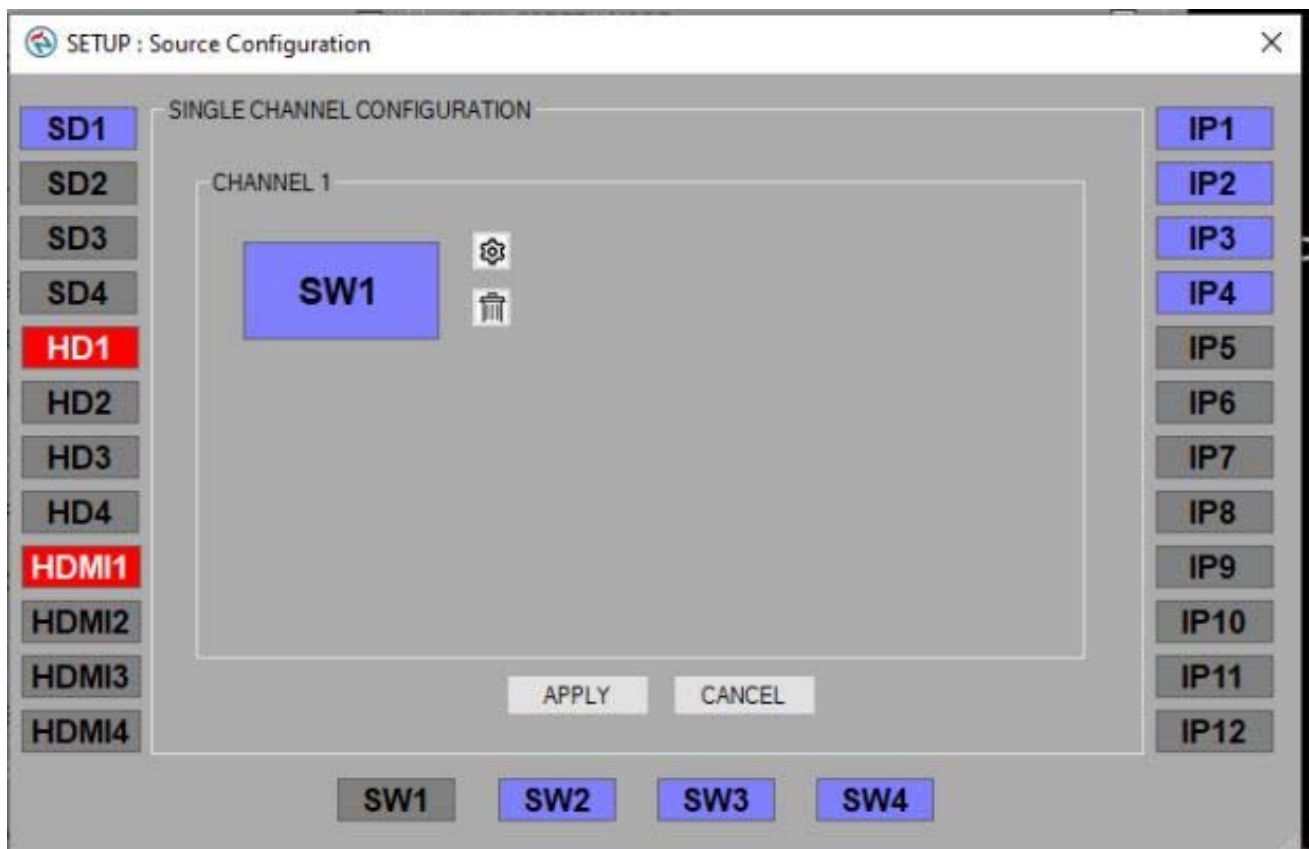 SETUP : Source Configuration
SINGLE CHANNEL CONFIGURATION
CHANNEL 1
SW1
SD1
SD2
SD3
SD4
HD1
HD2
HD3
HD4
HDMI1
HDMI2
HDMI3
HDMI4
IP1
IP2
IP3
IP4
IP5
IP6
IP7
IP8
IP9
IP10
IP11
IP12
APPLY CANCEL
SW1 SW2 SW3 SW4